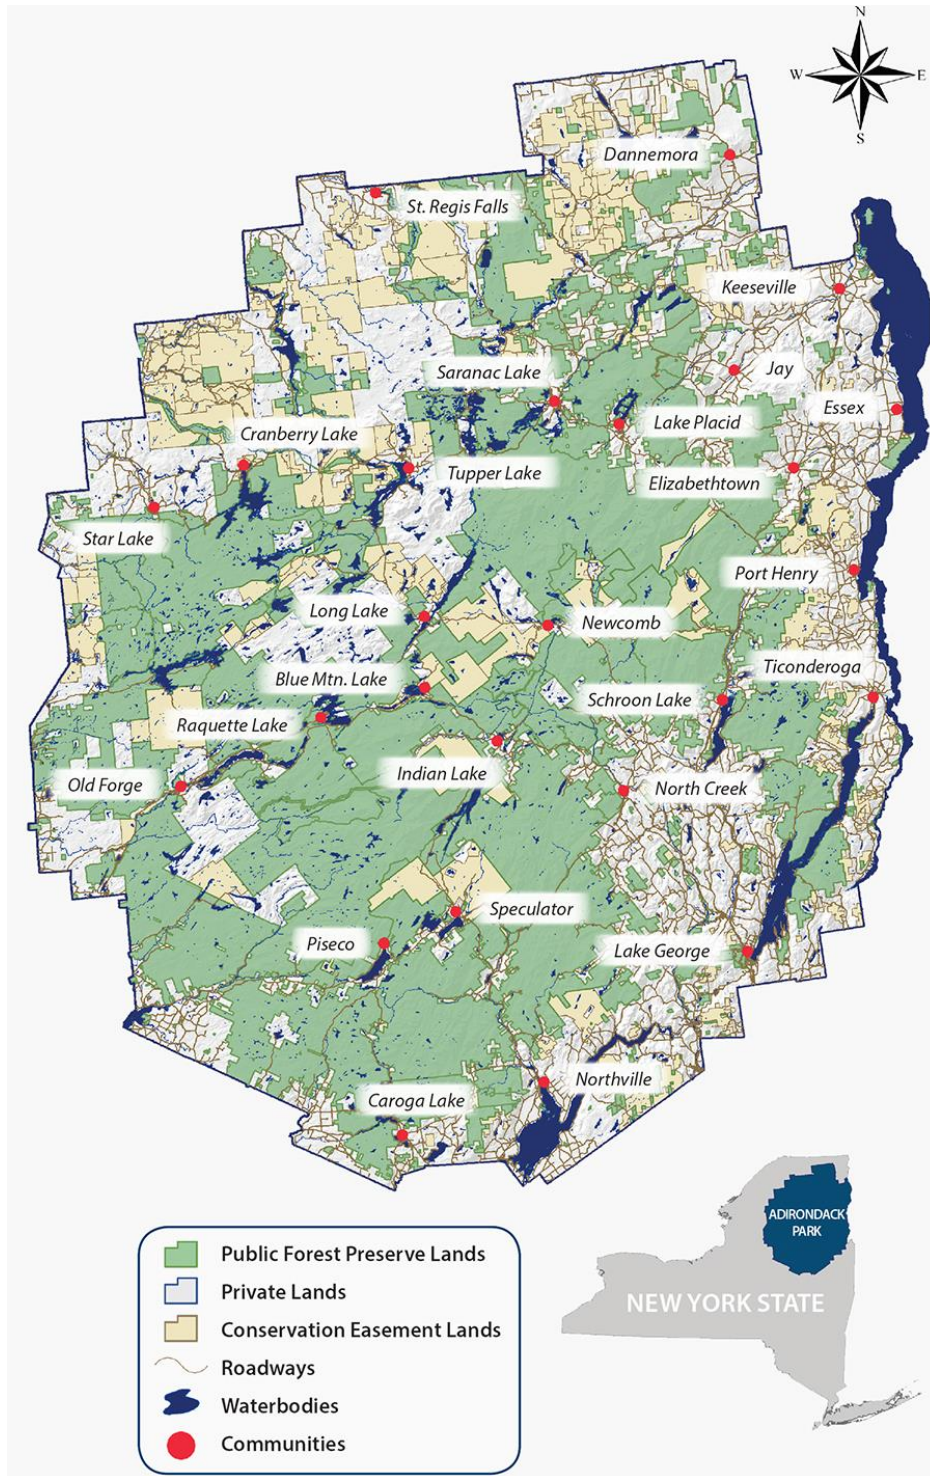 N
W
E
S
Dannemora
St. Regis Falls
Keeseville
Saranac Lake
Jay
Essex
Lake Placid
Cranberry Lake
Tupper Lake
Elizabethtown
Star Lake
Port Henry
Long Lake
Newcomb
Ticonderoga
Blue Mtn. Lake
Schroon Lake
Raquette Lake
Indian Lake
Old Forge
North Creek
Speculator
Piseco
Lake George
Northville
Caroga Lake
ADIRONDACK
PARK
NEW YORK STATE
Public Forest Preserve Lands
Private Lands
Conservation Easement Lands
Roadways
Waterbodies
Communities